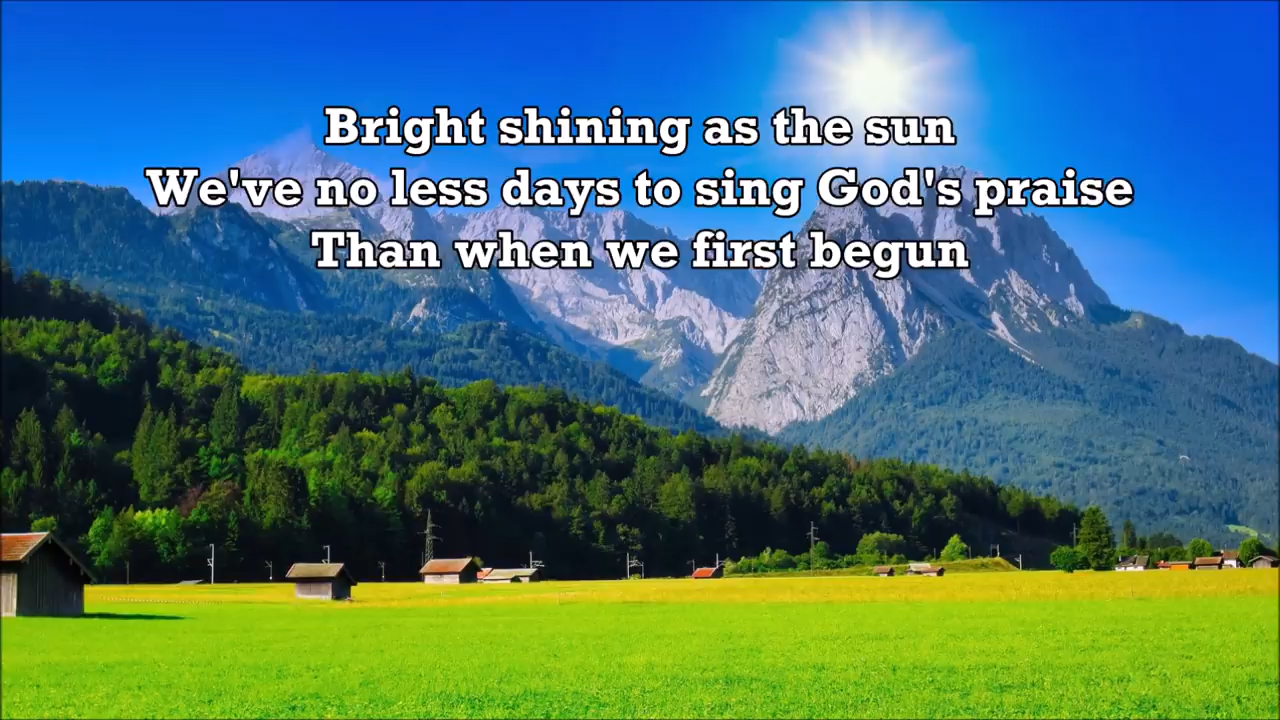 Bright shining as the sun
We've no less days to sing God's praise
Than when we first begun